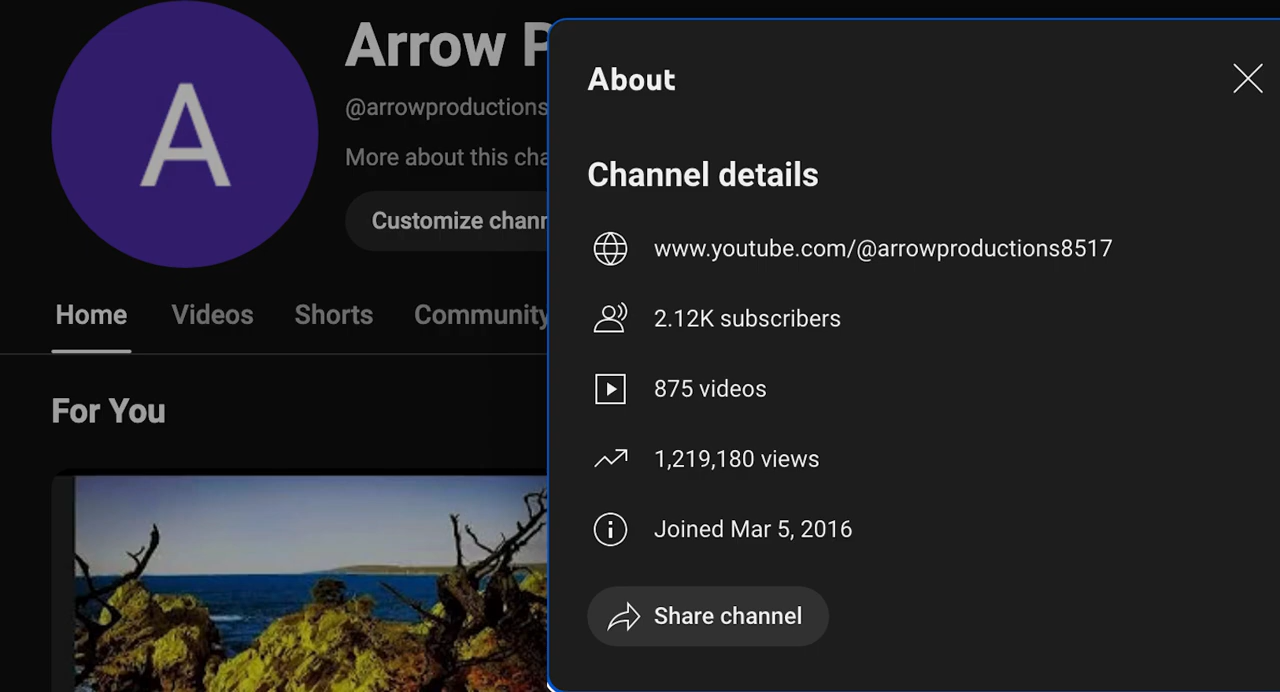 A
Arrow P
@arrowproductions
More about this cha
Customize chann
Home Videos Shorts Community
For You
About
Channel details
www.youtube.com/@arrowproductions8517
2.12K subscribers
875 videos
1,219,180 views
Joined Mar 5, 2016
Share channel